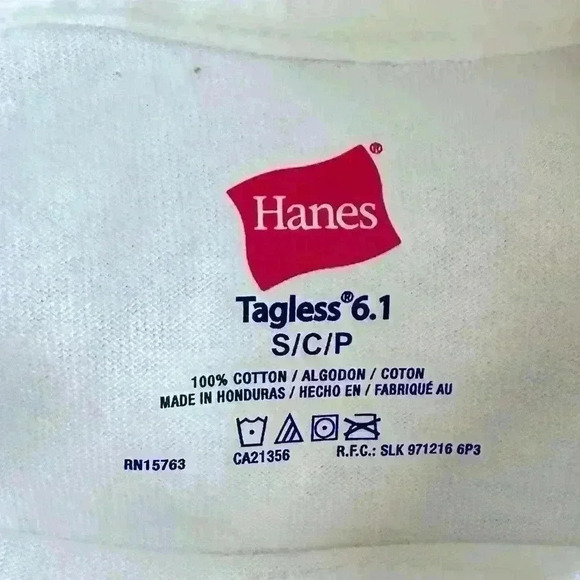 Hanes®
Tagless® 6.1
S/C/P
100% COTTON / ALGODON / COTON
MADE IN HONDURAS / HECHO EN / FABRIQUÉ AU
RN15763 CA21356 R.F.C.: SLK 971216 6P3